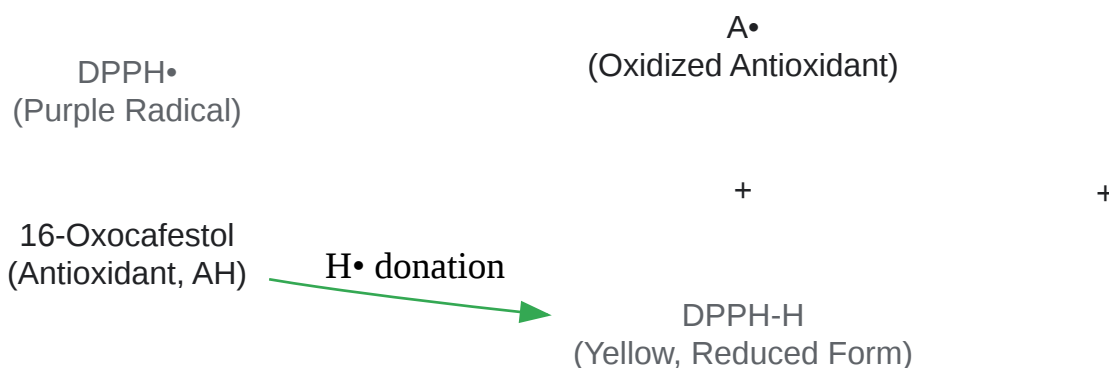 DPPH•
(Purple Radical)
16-Oxocafestol
(Antioxidant, AH)
H• donation
A•
(Oxidized Antioxidant)
+
DPPH-H
(Yellow, Reduced Form)
+